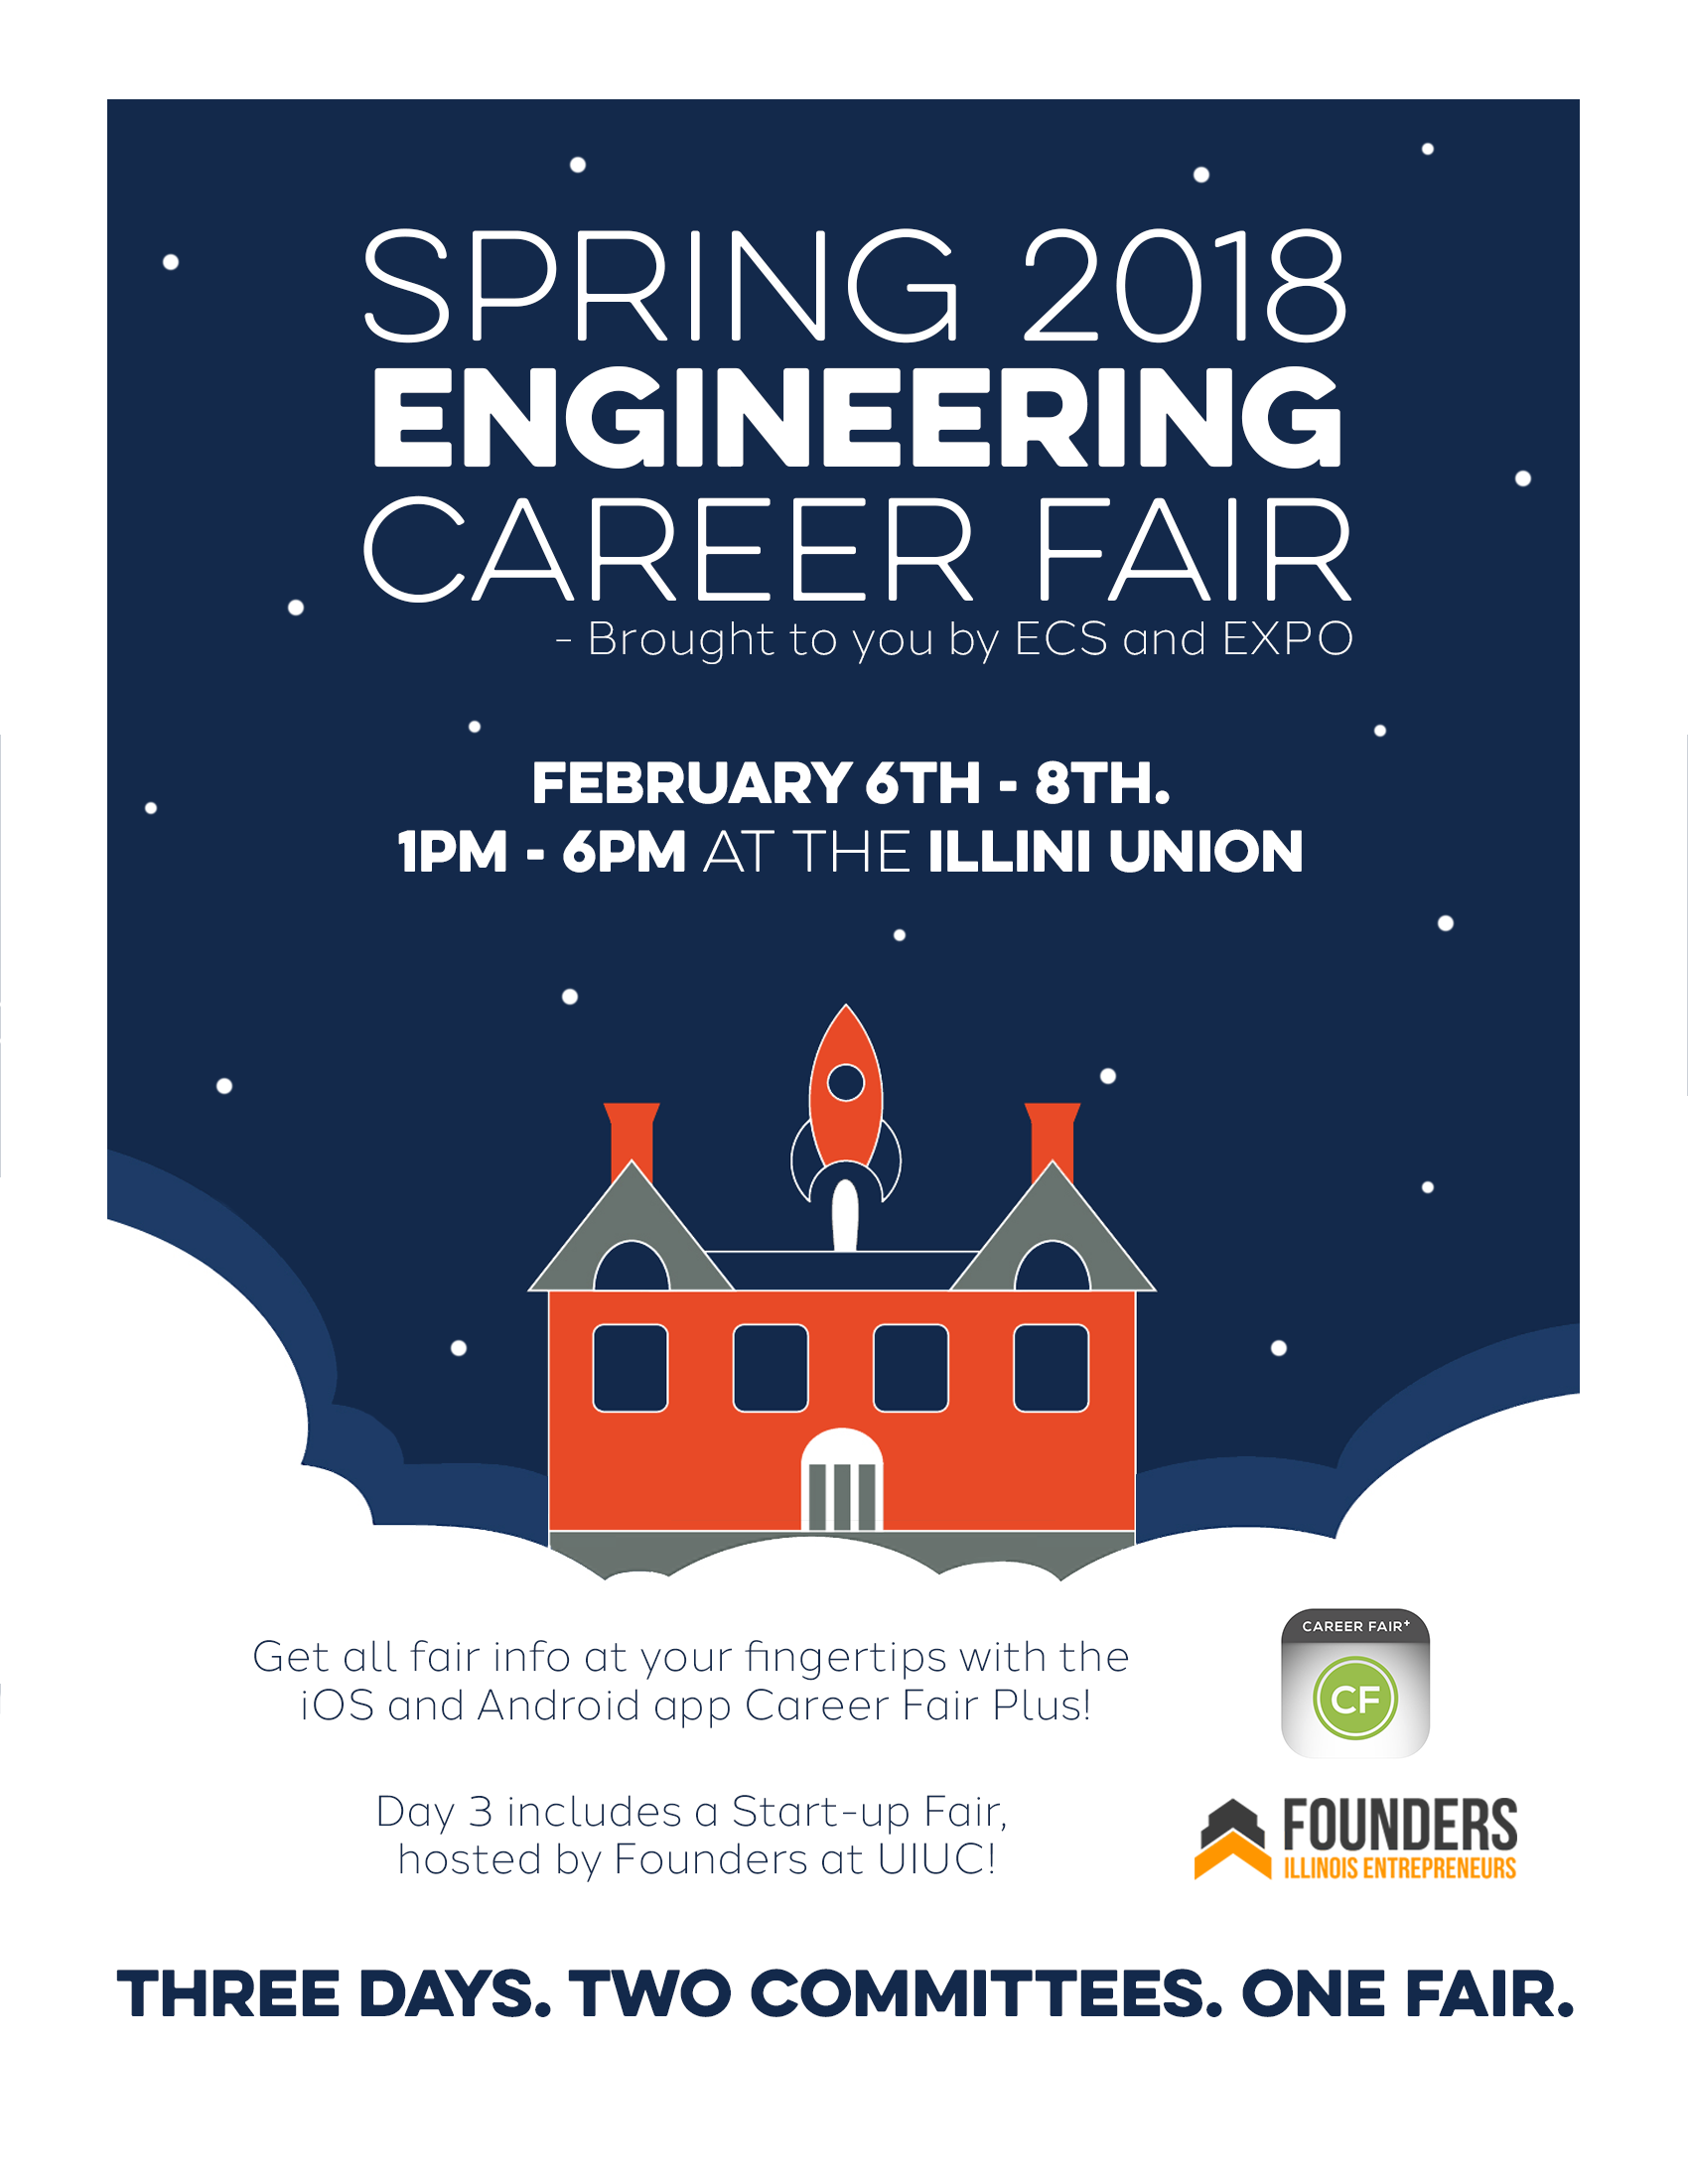 SPRING 2018
ENGINEERING
CAREER FAIR
- Brought to you by ECS and EXPO
FEBRUARY 6TH - 8TH.
1PM - 6PM AT THE ILLINI UNION
Get all fair info at your fingertips with the
iOS and Android app Career Fair Plus!
CAREER FAIR+
CF
Day 3 includes a Start-up Fair,
hosted by Founders at UIUC!
FOUNDERS
ILLINOIS ENTREPRENEURS
THREE DAYS. TWO COMMITTEES. ONE FAIR.